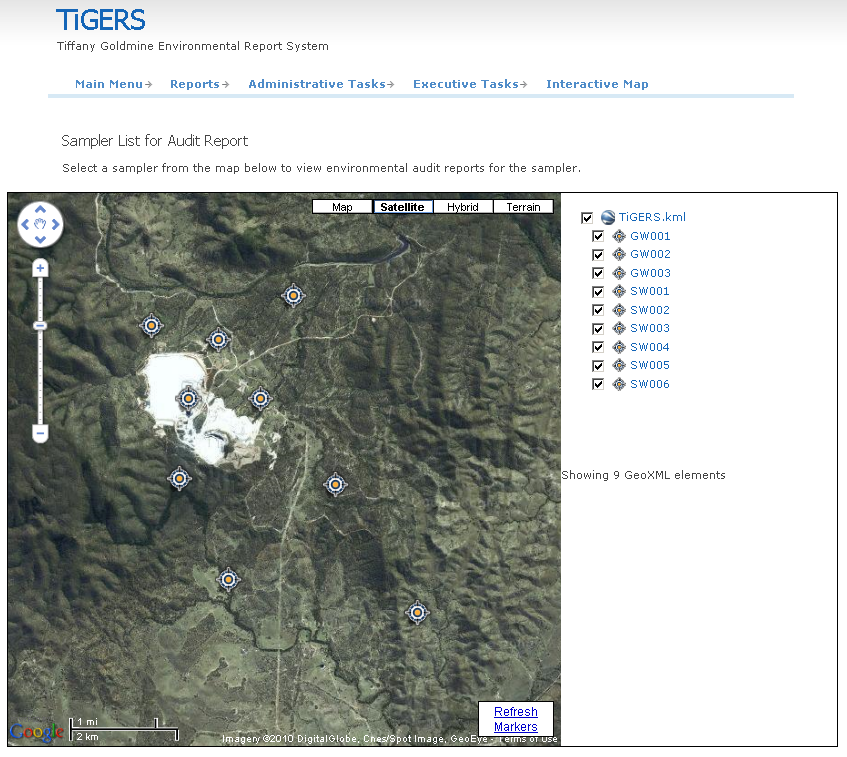 TiGERS
Tiffany Goldmine Environmental Report System
Main Menu Reports Administrative Tasks Executive Tasks Interactive Map
Sampler List for Audit Report
Select a sampler from the map below to view environmental audit reports for the sampler.
Map Satellite Hybrid Terrain
TiGERS.kml
GW001
GW002
GW003
SW001
SW002
SW003
SW004
SW005
SW006
Showing 9 GeoXML elements
Refresh
Markers
Google
1 mi
2 km
Imagery ©2010 DigitalGlobe, Cnes/Spot Image, GeoEye - Terms of Use